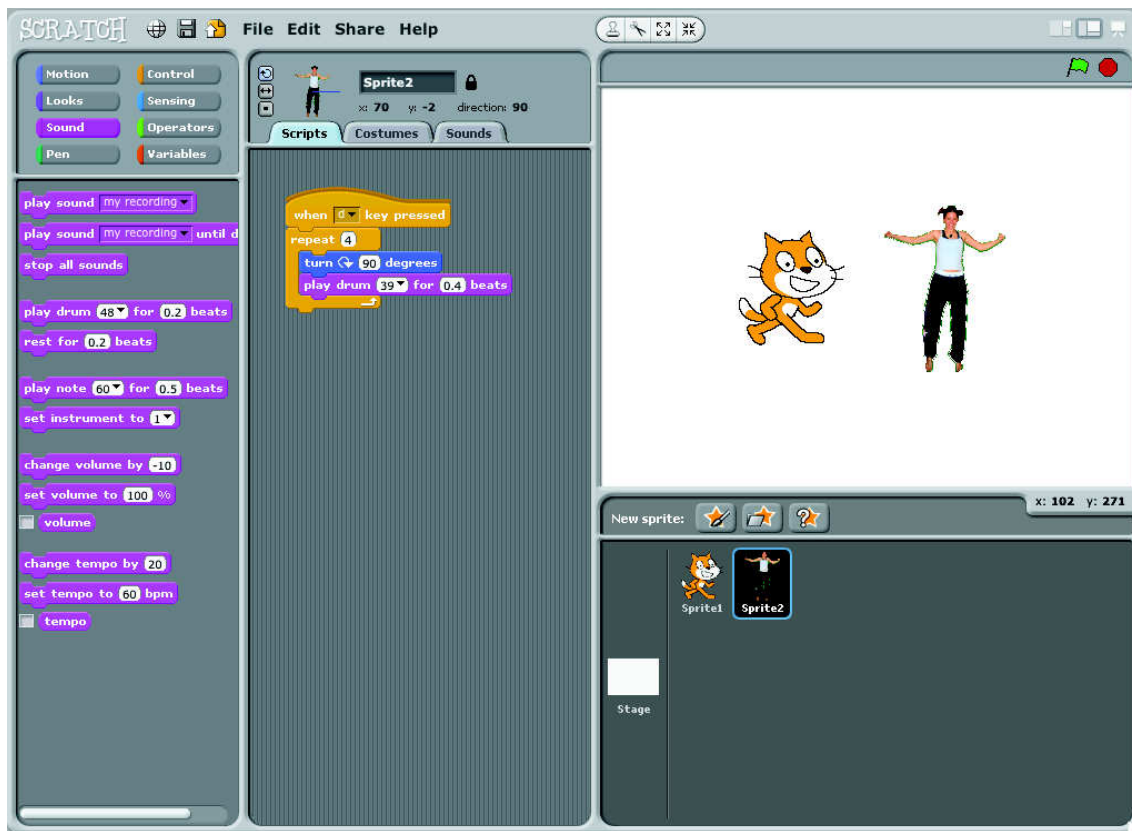 SCRATCH File Edit Share Help
Motion Control
Looks Sensing
Sound Operators
Pen Variables
play sound my recording
play sound my recording until d
stop all sounds
play drum 48 for 0.2 beats
rest for 0.2 beats
play note 60 for 0.5 beats
set instrument to 1
change volume by -10
set volume to 100 %
volume
change tempo by 20
set tempo to 60 bpm
tempo
Sprite2
x: 70 y: -2 direction: 90
Scripts Costumes Sounds
when d key pressed
repeat 4
turn 90 degrees
play drum 39 for 0.4 beats
x: 102 y: 271
New sprite:
Sprite1 Sprite2
Stage